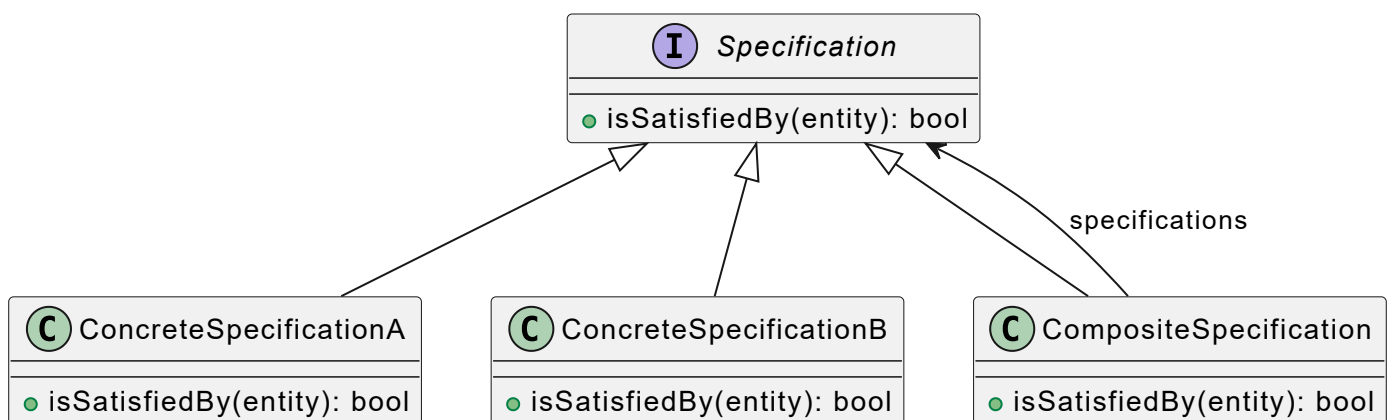 I Specification
isSatisfiedBy(entity): bool
specifications
C ConcreteSpecificationA
isSatisfiedBy(entity): bool
C ConcreteSpecificationB
isSatisfiedBy(entity): bool
C CompositeSpecification
isSatisfiedBy(entity): bool